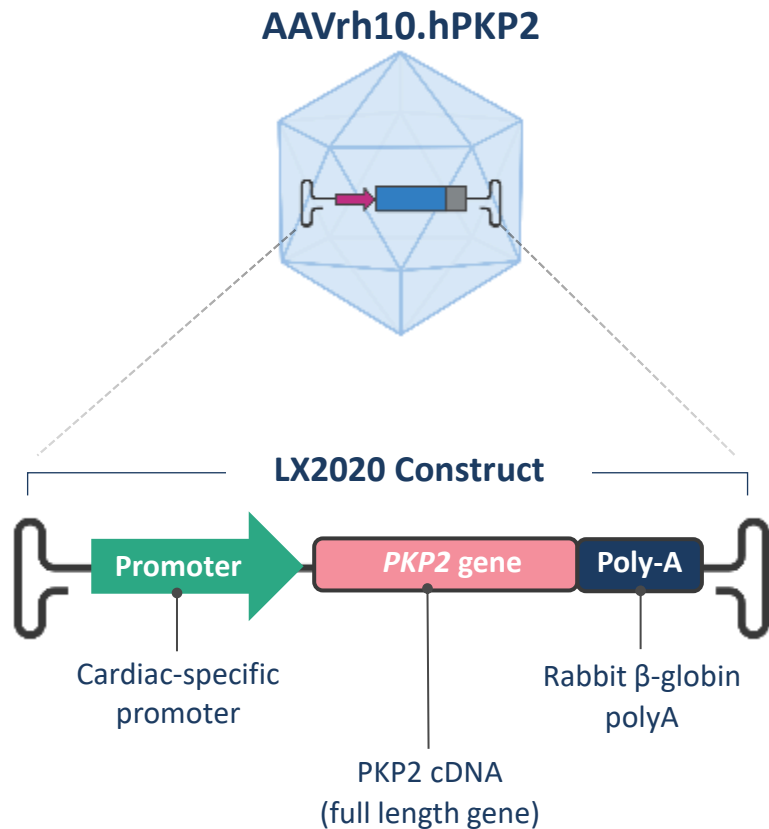 AAVrh10.hPKP2
LX2020 Construct
Promoter
PKP2 gene
Poly-A
Cardiac-specific
promoter
PKP2 cDNA
(full length gene)
Rabbit β-globin
polyA